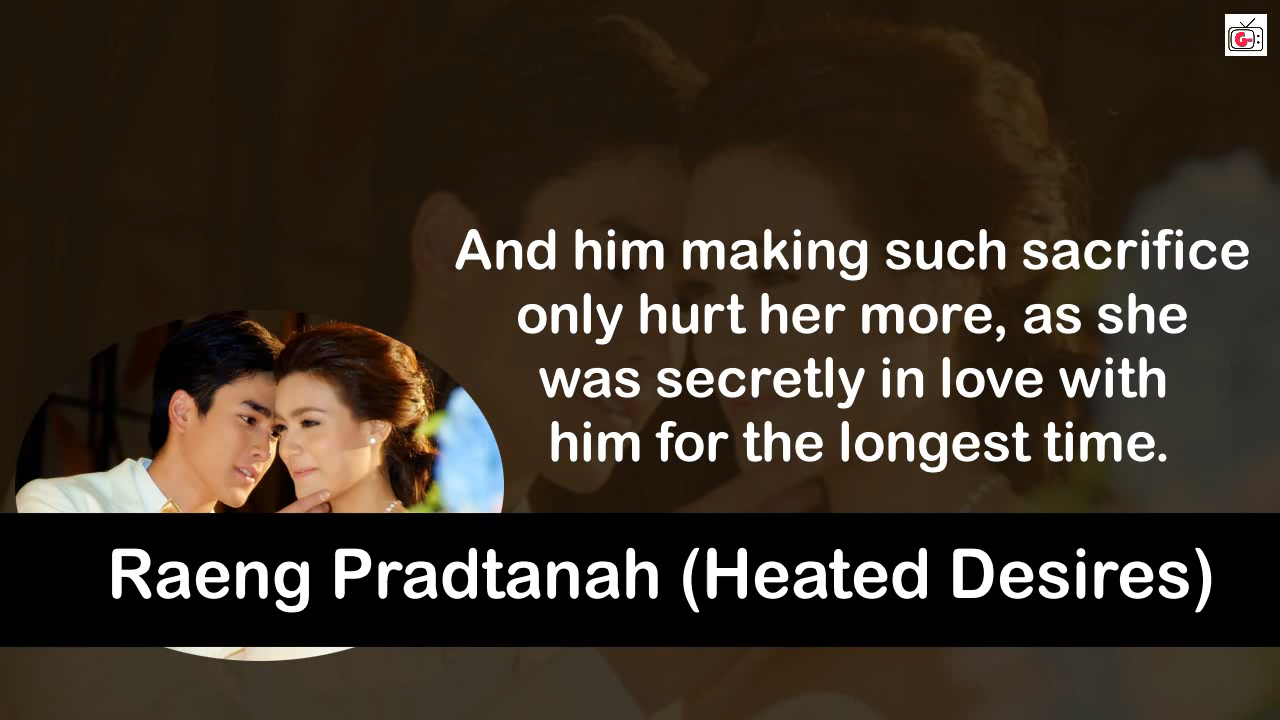 And him making such sacrifice
only hurt her more, as she
was secretly in love with
him for the longest time.
Raeng Pradtanah (Heated Desires)